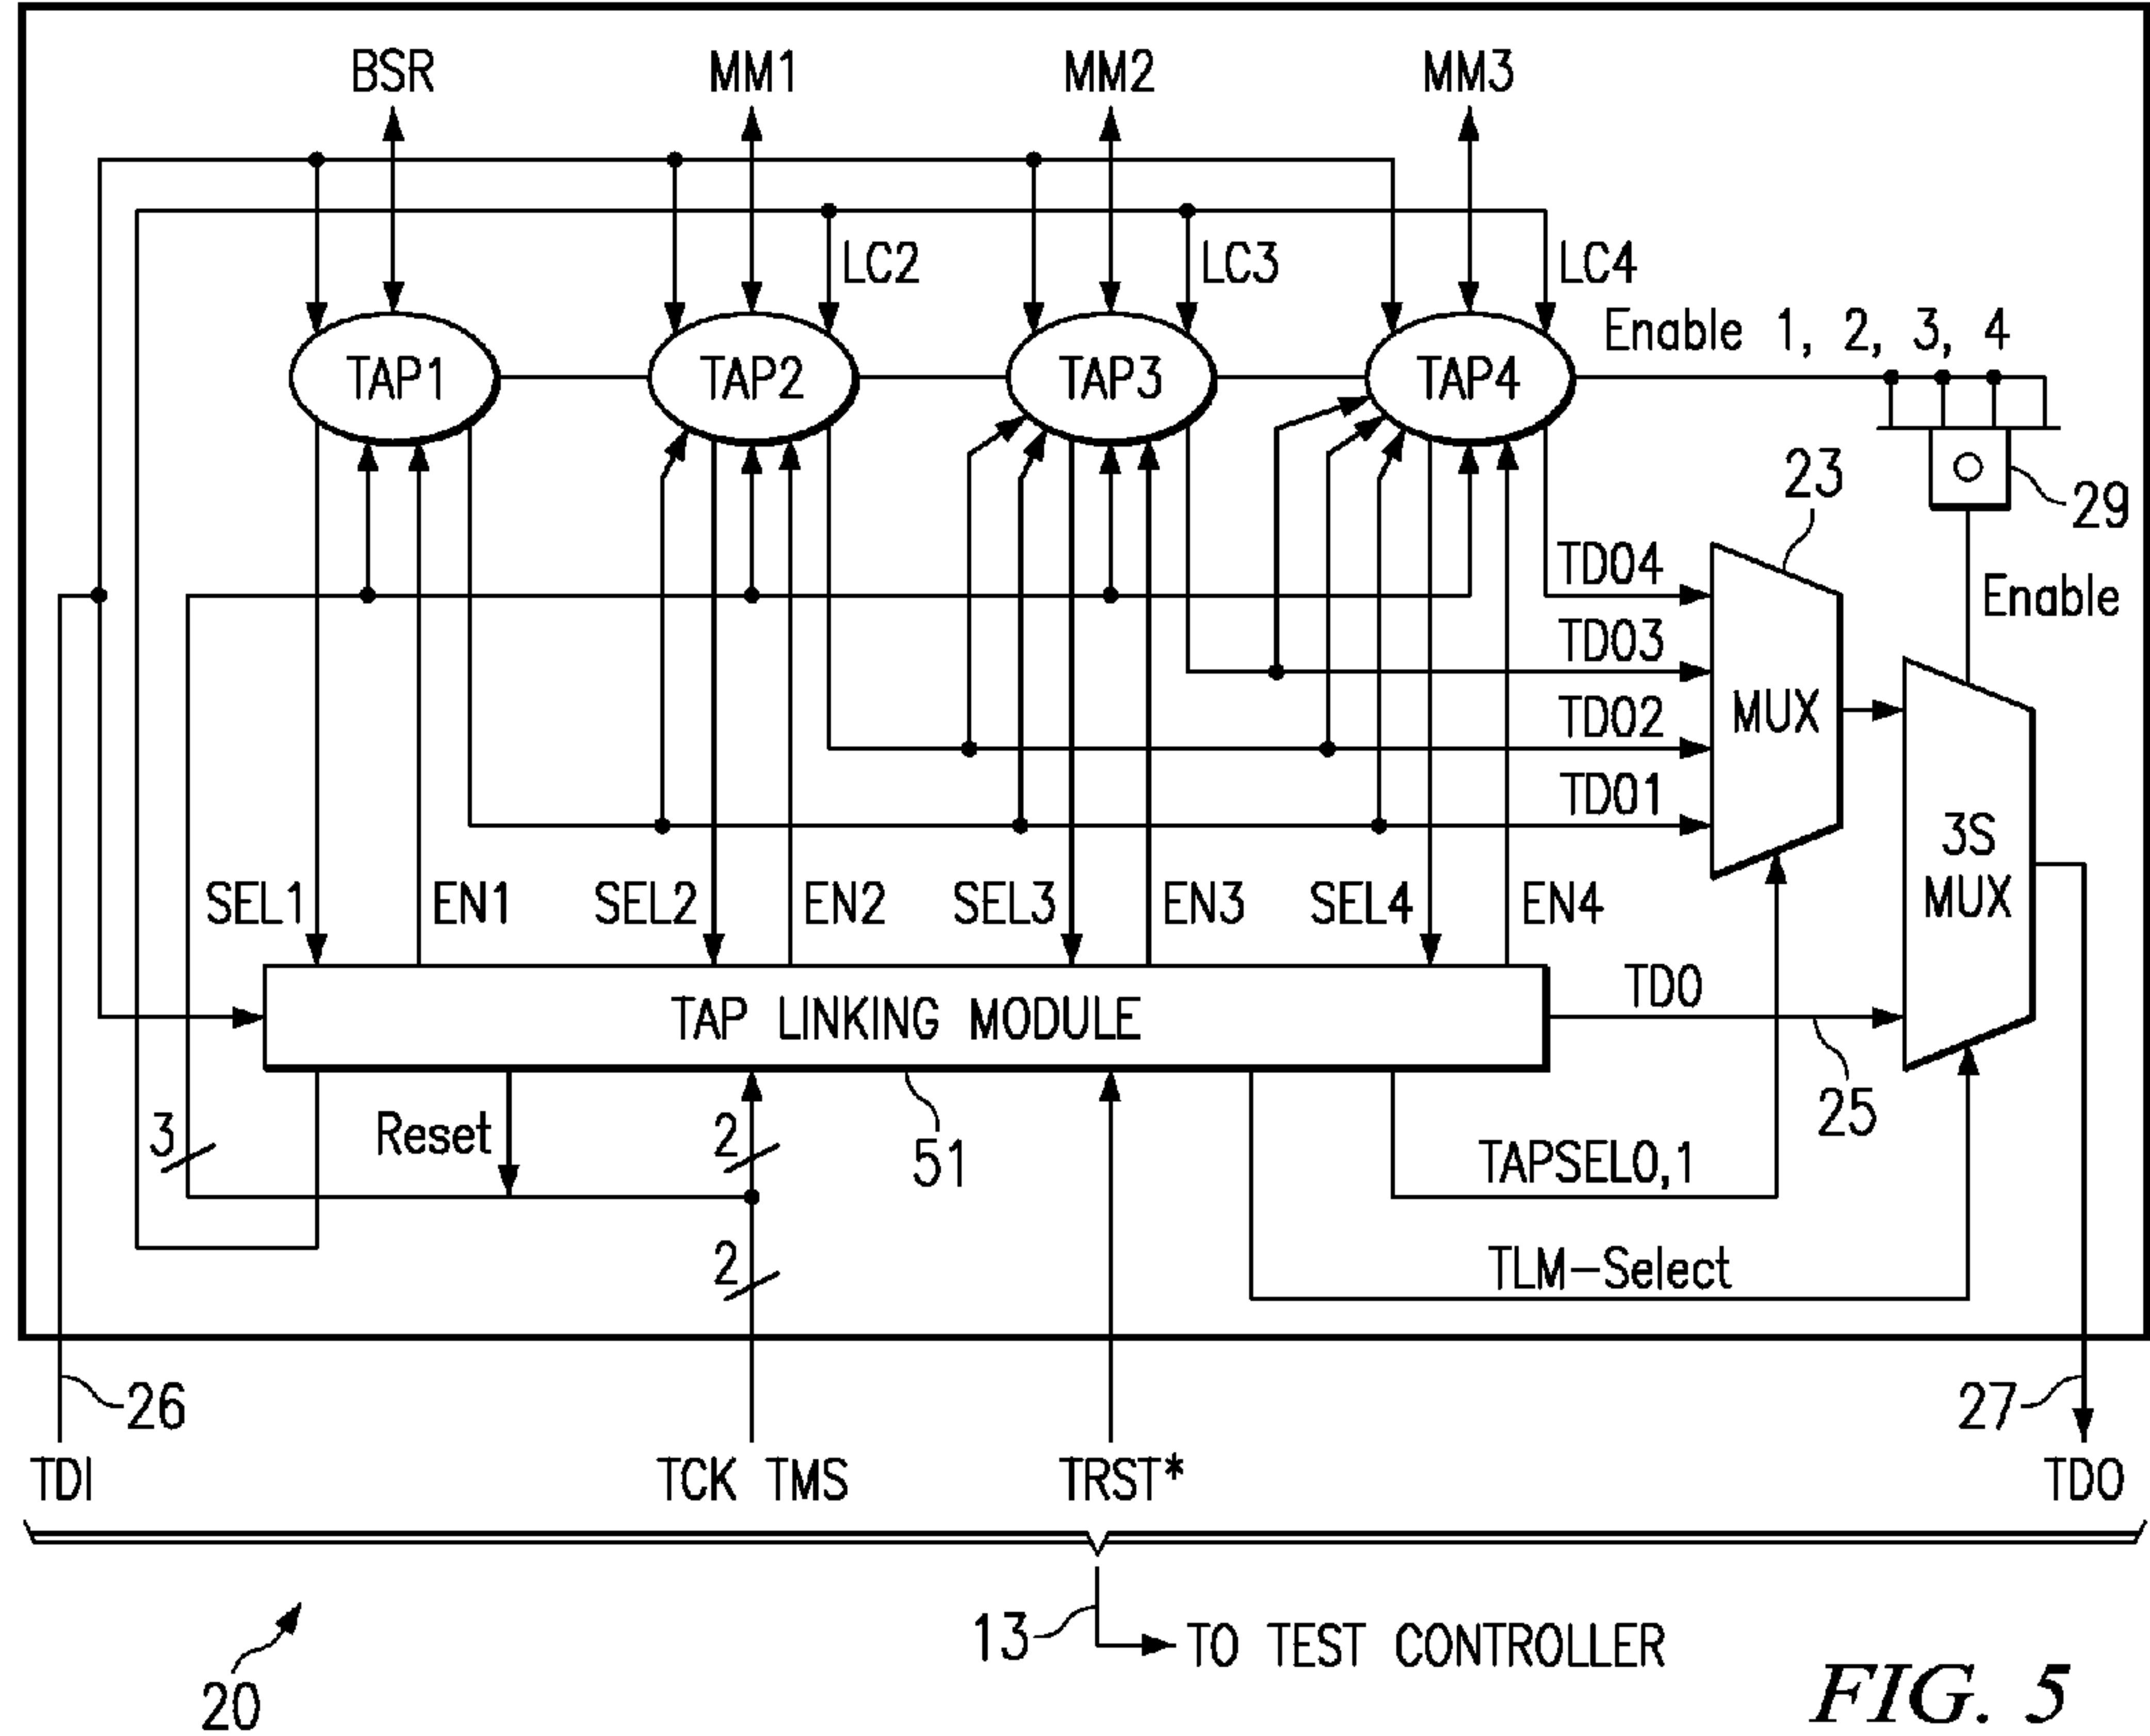 BSR MM1 MM2 MM3
LC2 LC3 LC4
Enable 1, 2, 3, 4
TAP1 TAP2 TAP3 TAP4
23
29
TDO4
Enable
TDO3
TDO2
MUX
TDO1
3S
MUX
SEL1 EN1 SEL2 EN2 SEL3 EN3 SEL4 EN4
TAP LINKING MODULE
TDO
25
3
Reset
2
51
TAPSEL0,1
2
TLM-Select
26
27
TDI
TCK TMS
TRST*
TDO
13
TO TEST CONTROLLER
20
FIG. 5